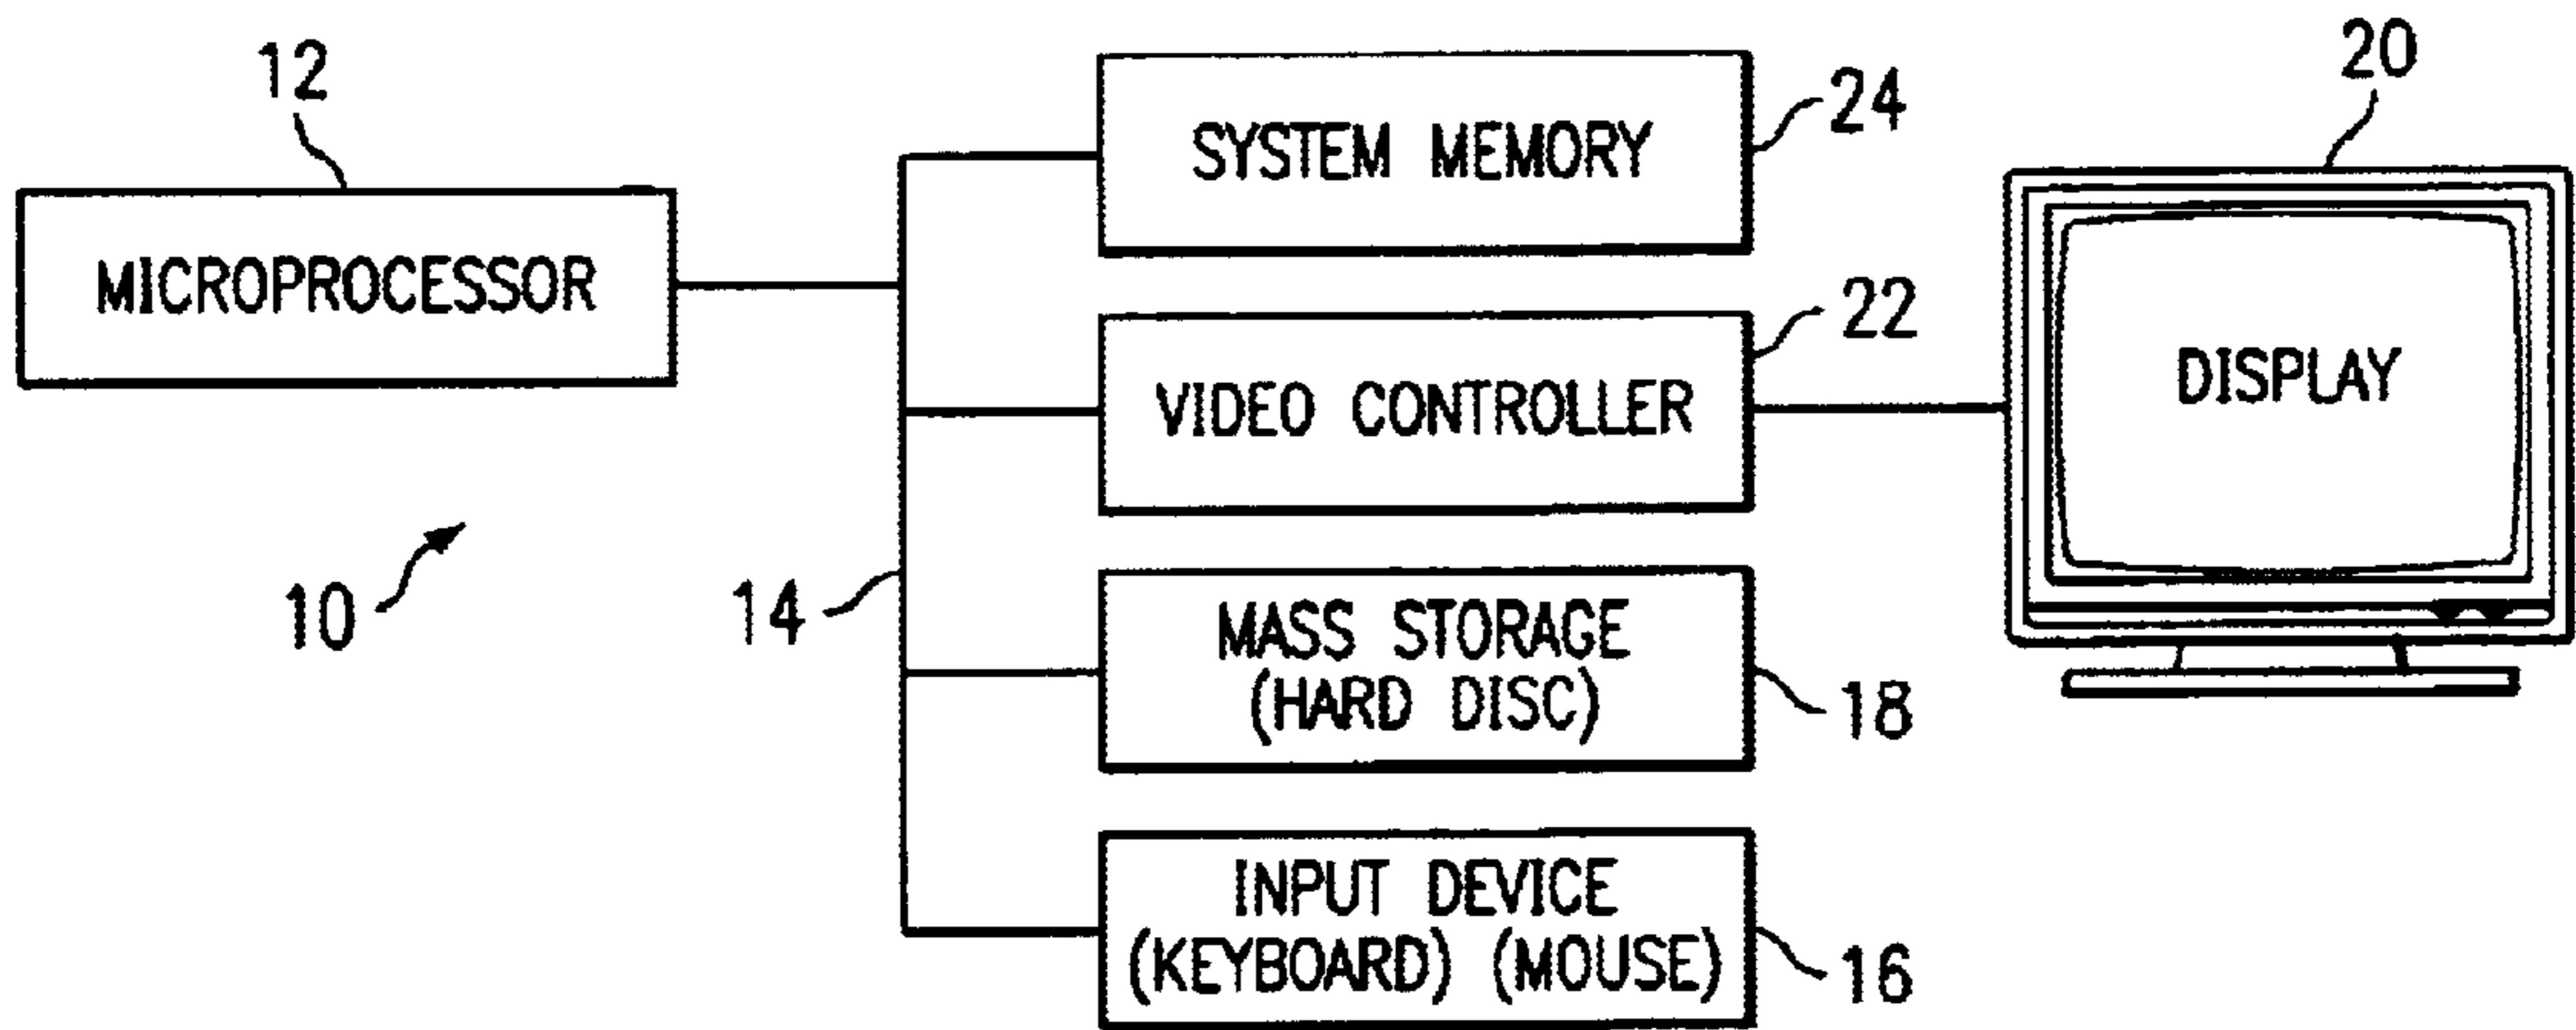 12
MICROPROCESSOR
10
14
SYSTEM MEMORY
24
VIDEO CONTROLLER
22
MASS STORAGE
(HARD DISC)
18
INPUT DEVICE
(KEYBOARD) (MOUSE)
16
20
DISPLAY